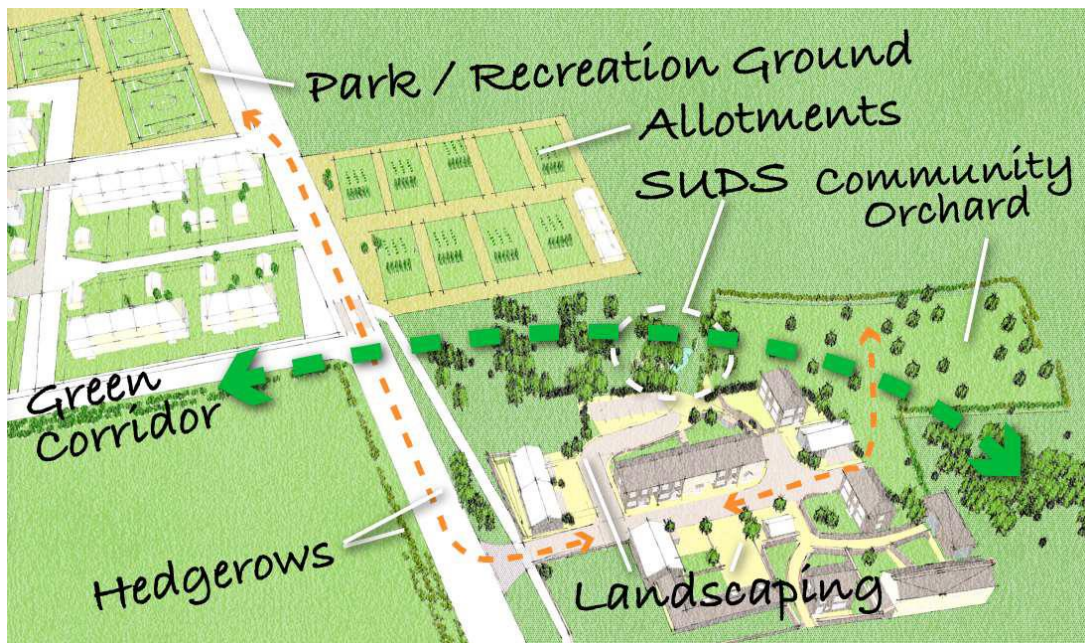 Park / Recreation Ground
Allotments
SUDS
Community
Orchard
Green
Corridor
Hedgerows
Landscaping